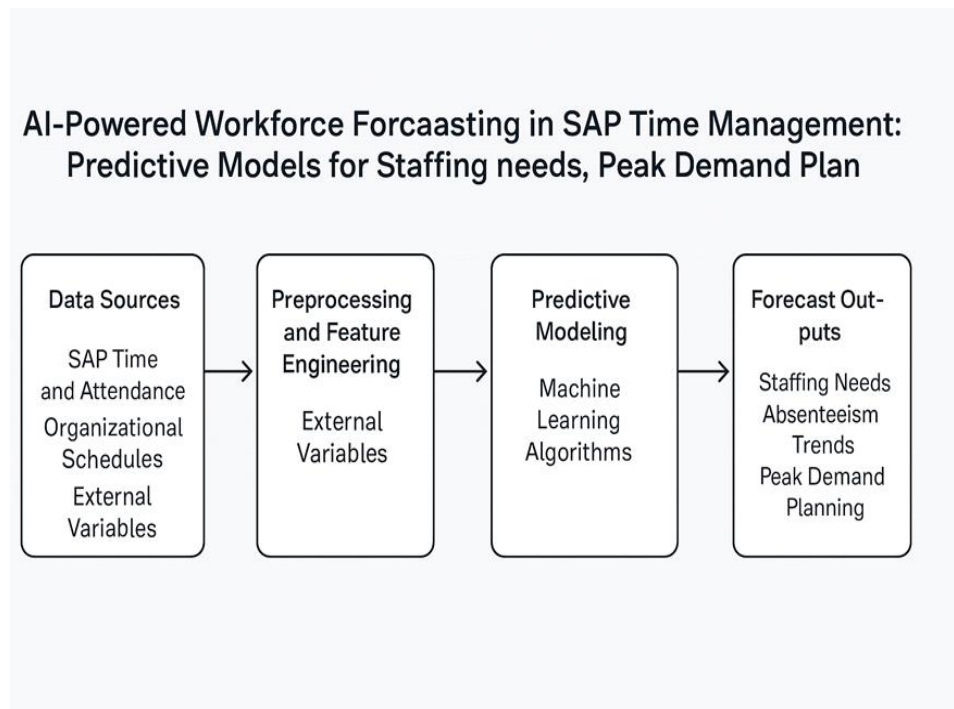 AI-Powered Workforce Forcaasting in SAP Time Management:
Predictive Models for Staffing needs, Peak Demand Plan
Data Sources
SAP Time
and Attendance
Organizational
Schedules
External
Variables
Preprocessing
and Feature
Engineering
External
Variables
Predictive
Modeling
Machine
Learning
Algorithms
Forecast Out-
puts
Staffing Needs
Absenteeism
Trends
Peak Demand
Planning